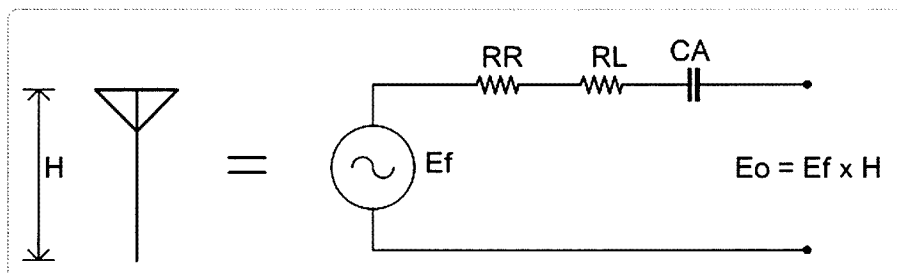 RR RL CA
H = Ef Eo = Ef x H